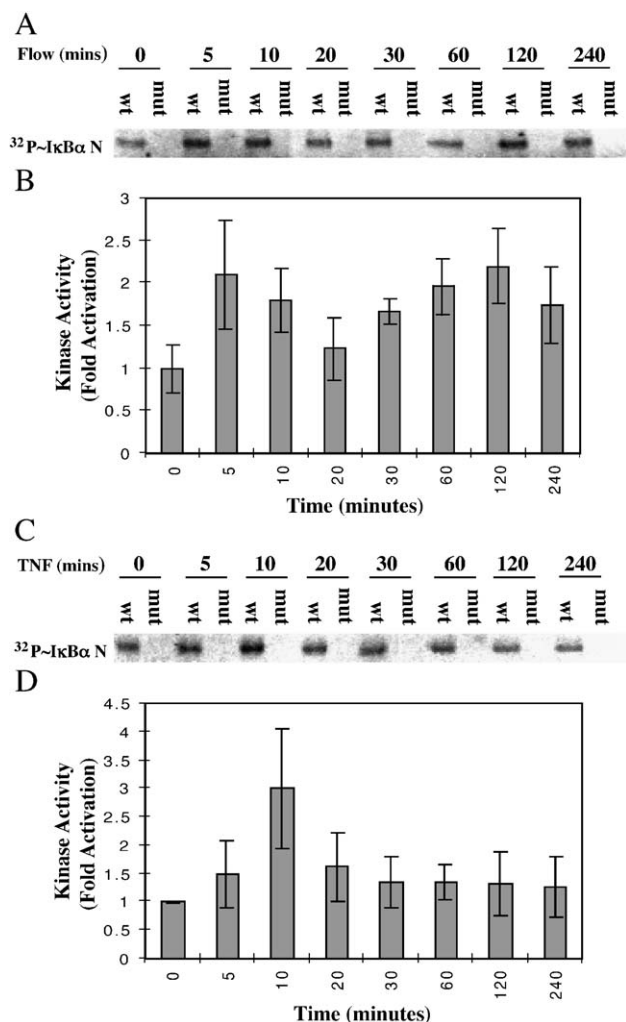 A
Flow (mins) 0 5 10 20 30 60 120 240
wt mut wt mut wt mut wt mut wt mut wt mut wt mut wt mut
³²P~IκBα N
B
Kinase Activity
(Fold Activation)
3
2.5
2
1.5
1
0.5
0
0 5 10 20 30 60 120 240
Time (minutes)
C
TNF (mins) 0 5 10 20 30 60 120 240
wt mut wt mut wt mut wt mut wt mut wt mut wt mut wt mut
³²P~IκBα N
D
Kinase Activity
(Fold Activation)
4.5
4
3.5
3
2.5
2
1.5
1
0.5
0
0 5 10 20 30 60 120 240
Time (minutes)